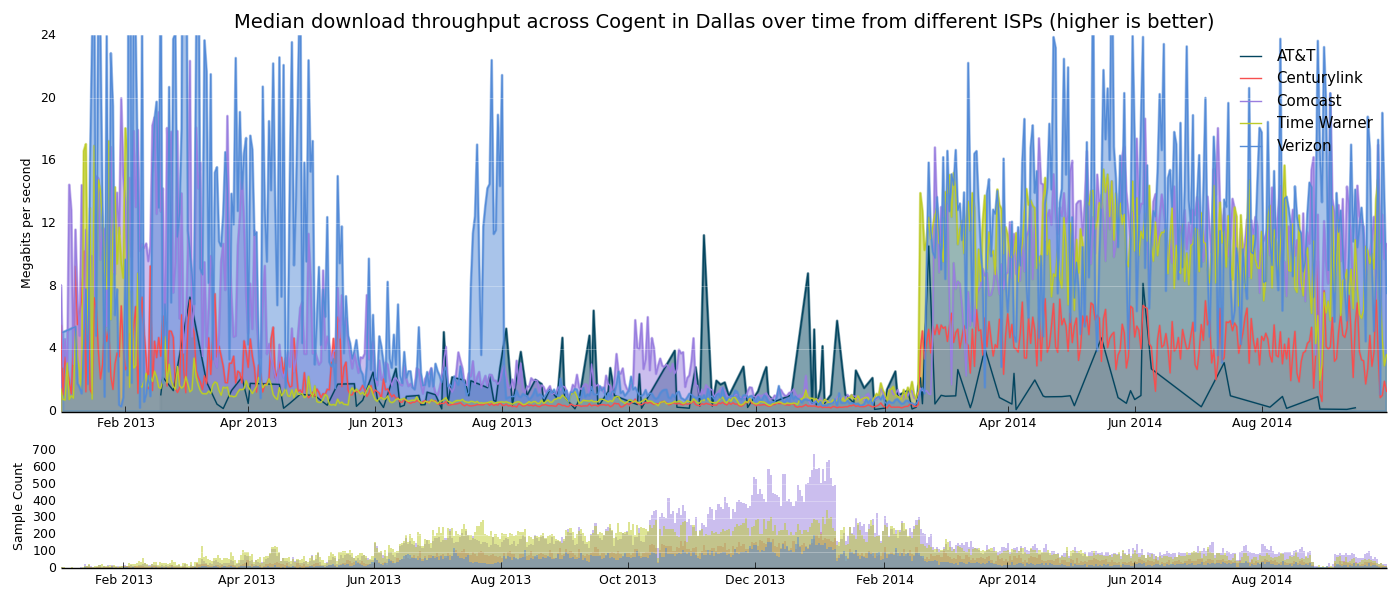 Median download throughput across Cogent in Dallas over time from different ISPs (higher is better)
Megabits per second
24
20
16
12
8
4
0
AT&T
Centurylink
Comcast
Time Warner
Verizon
Feb 2013 Apr 2013 Jun 2013 Aug 2013 Oct 2013 Dec 2013 Feb 2014 Apr 2014 Jun 2014 Aug 2014
Sample Count
700
600
500
400
300
200
100
0
Feb 2013 Apr 2013 Jun 2013 Aug 2013 Oct 2013 Dec 2013 Feb 2014 Apr 2014 Jun 2014 Aug 2014